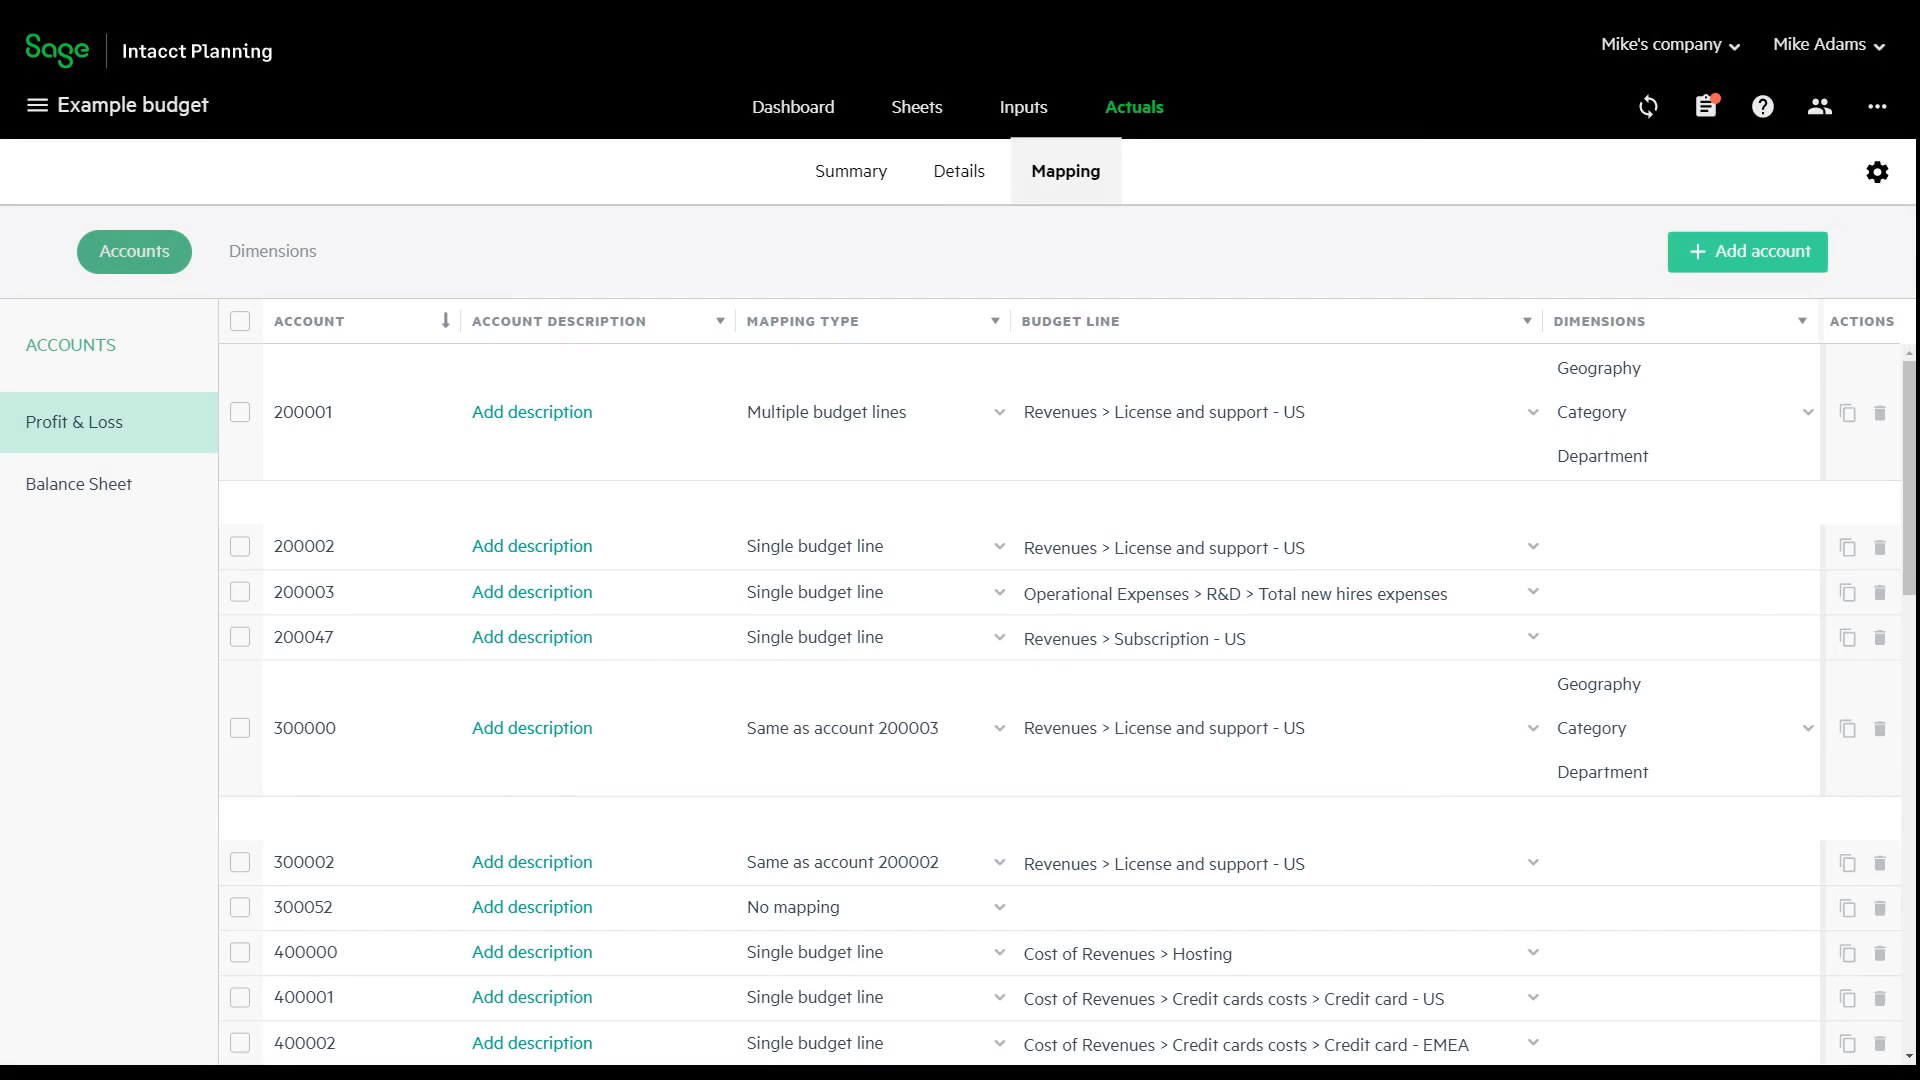 Sage Intacct Planning
Mike's company Mike Adams
Example budget
Dashboard Sheets Inputs Actuals
Summary Details Mapping
Accounts Dimensions + Add account
ACCOUNTS
Profit & Loss
Balance Sheet
ACCOUNT ACCOUNT DESCRIPTION MAPPING TYPE BUDGET LINE DIMENSIONS ACTIONS
Geography
200001 Add description Multiple budget lines Revenues > License and support - US Category
Department
200002 Add description Single budget line Revenues > License and support - US
200003 Add description Single budget line Operational Expenses > R&D > Total new hires expenses
200047 Add description Single budget line Revenues > Subscription - US
Geography
300000 Add description Same as account 200003 Revenues > License and support - US Category
Department
300002 Add description Same as account 200002 Revenues > License and support - US
300052 Add description No mapping
400000 Add description Single budget line Cost of Revenues > Hosting
400001 Add description Single budget line Cost of Revenues > Credit cards costs > Credit card - US
400002 Add description Single budget line Cost of Revenues > Credit cards costs > Credit card - EMEA